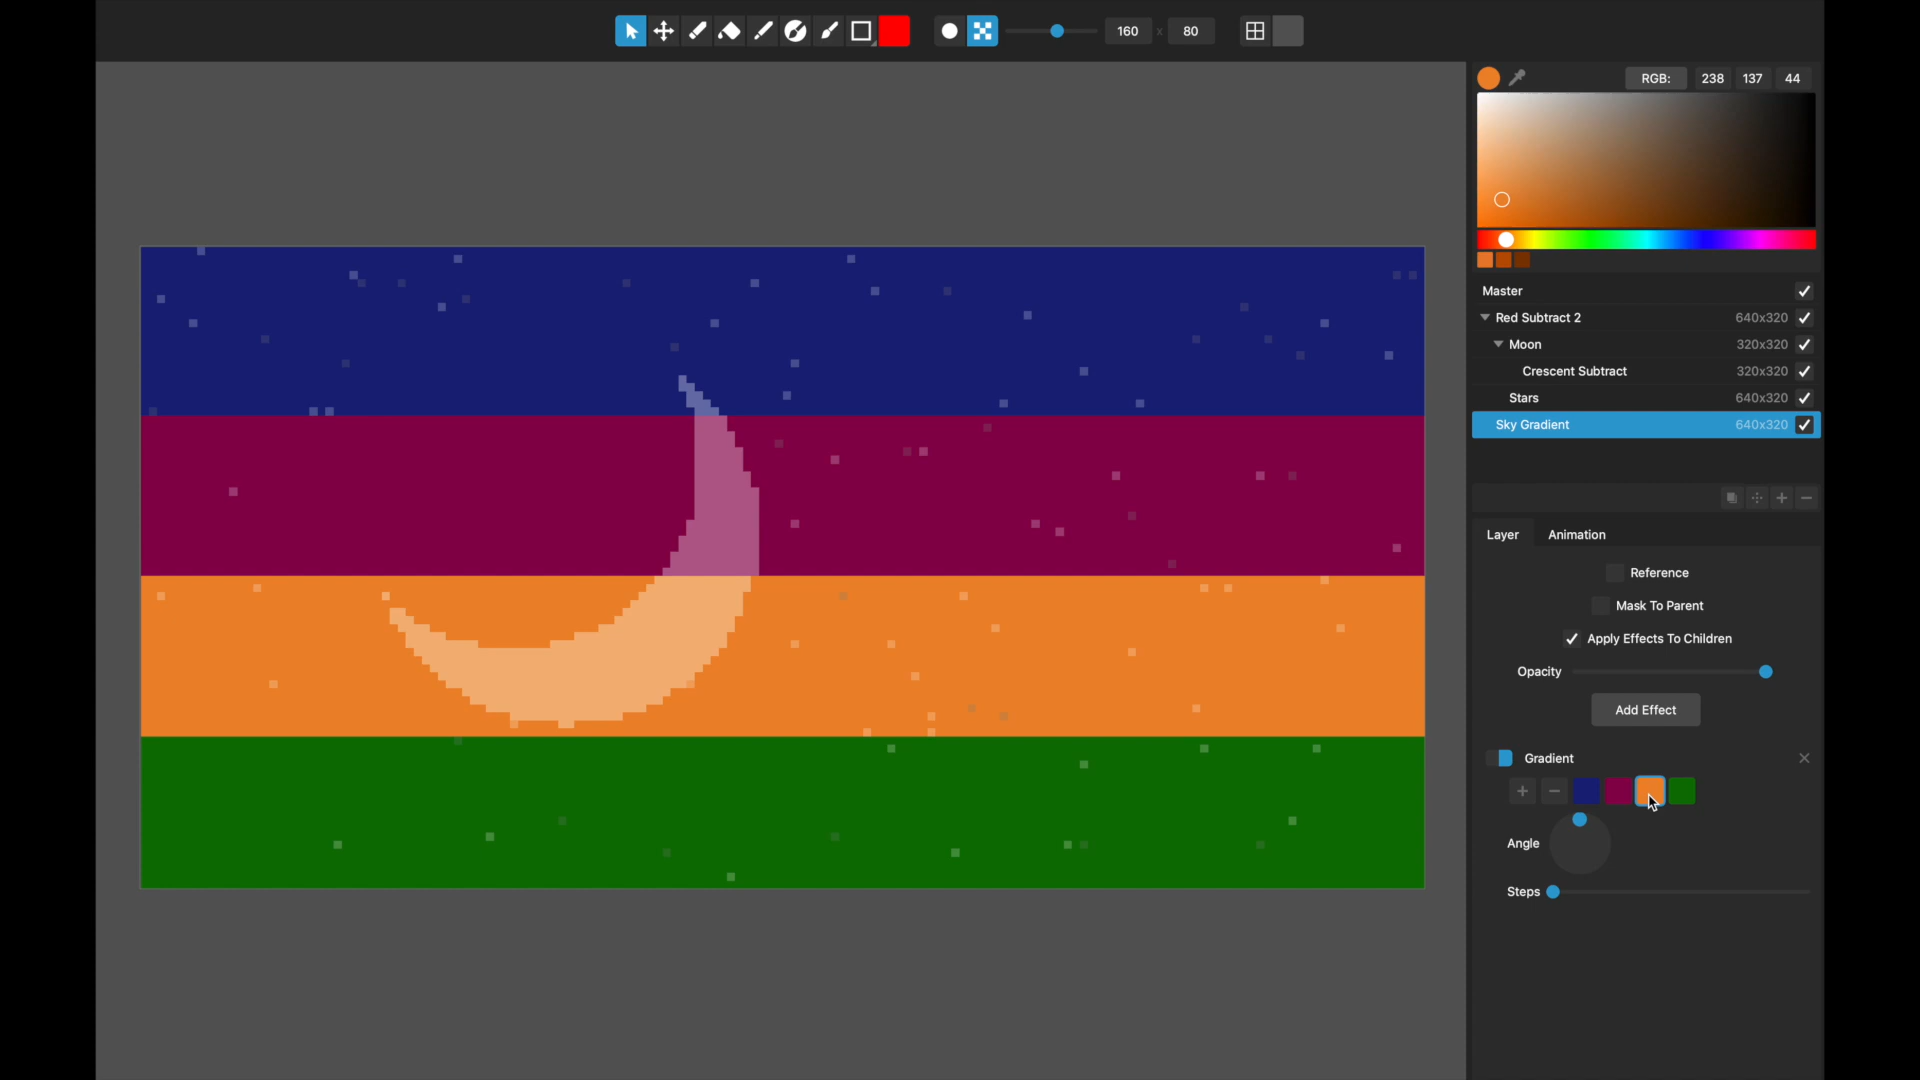 160 x 80
RGB: 238 137 44
Master
Red Subtract 2 640x320
Moon 320x320
Crescent Subtract 320x320
Stars 640x320
Sky Gradient 640x320
Layer Animation
Reference
Mask To Parent
Apply Effects To Children
Opacity
Add Effect
Gradient
Angle
Steps